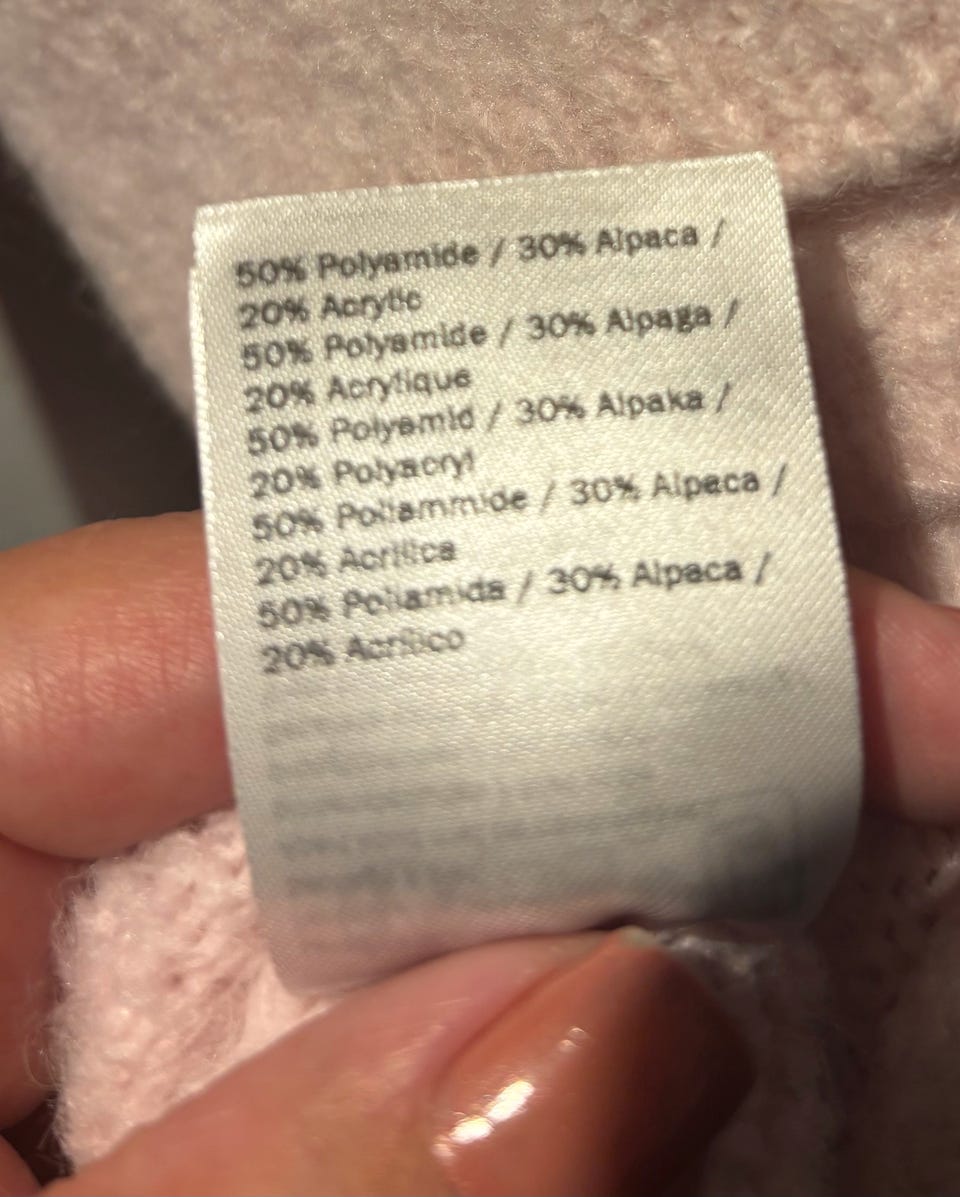 50% Polyamide / 30% Alpaca /
20% Acrylic
50% Polyamide / 30% Alpaga /
20% Acrylique
50% Polyamid / 30% Alpaka /
20% Polyacryl
50% Poliammide / 30% Alpaca /
20% Acrilica
50% Poliamida / 30% Alpaca /
20% Acrílico